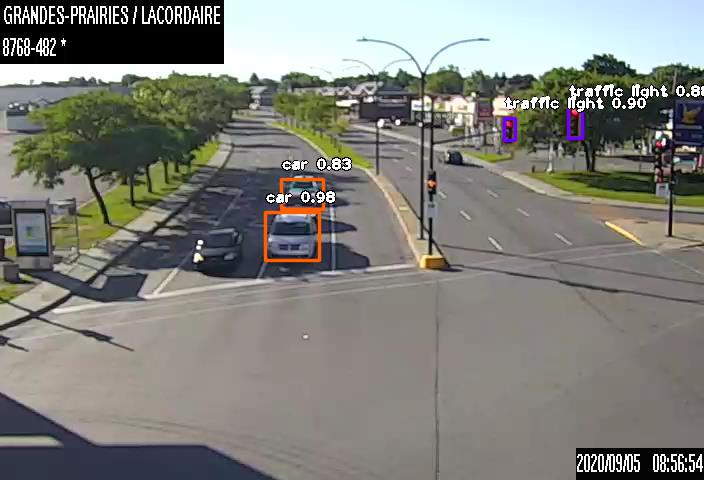 GRANDES-PRAIRIES / LACORDAIRE
8768-482 *
traffic light 0.88
traffic light 0.90
car 0.83
car 0.98
2020/09/05 08:56:54